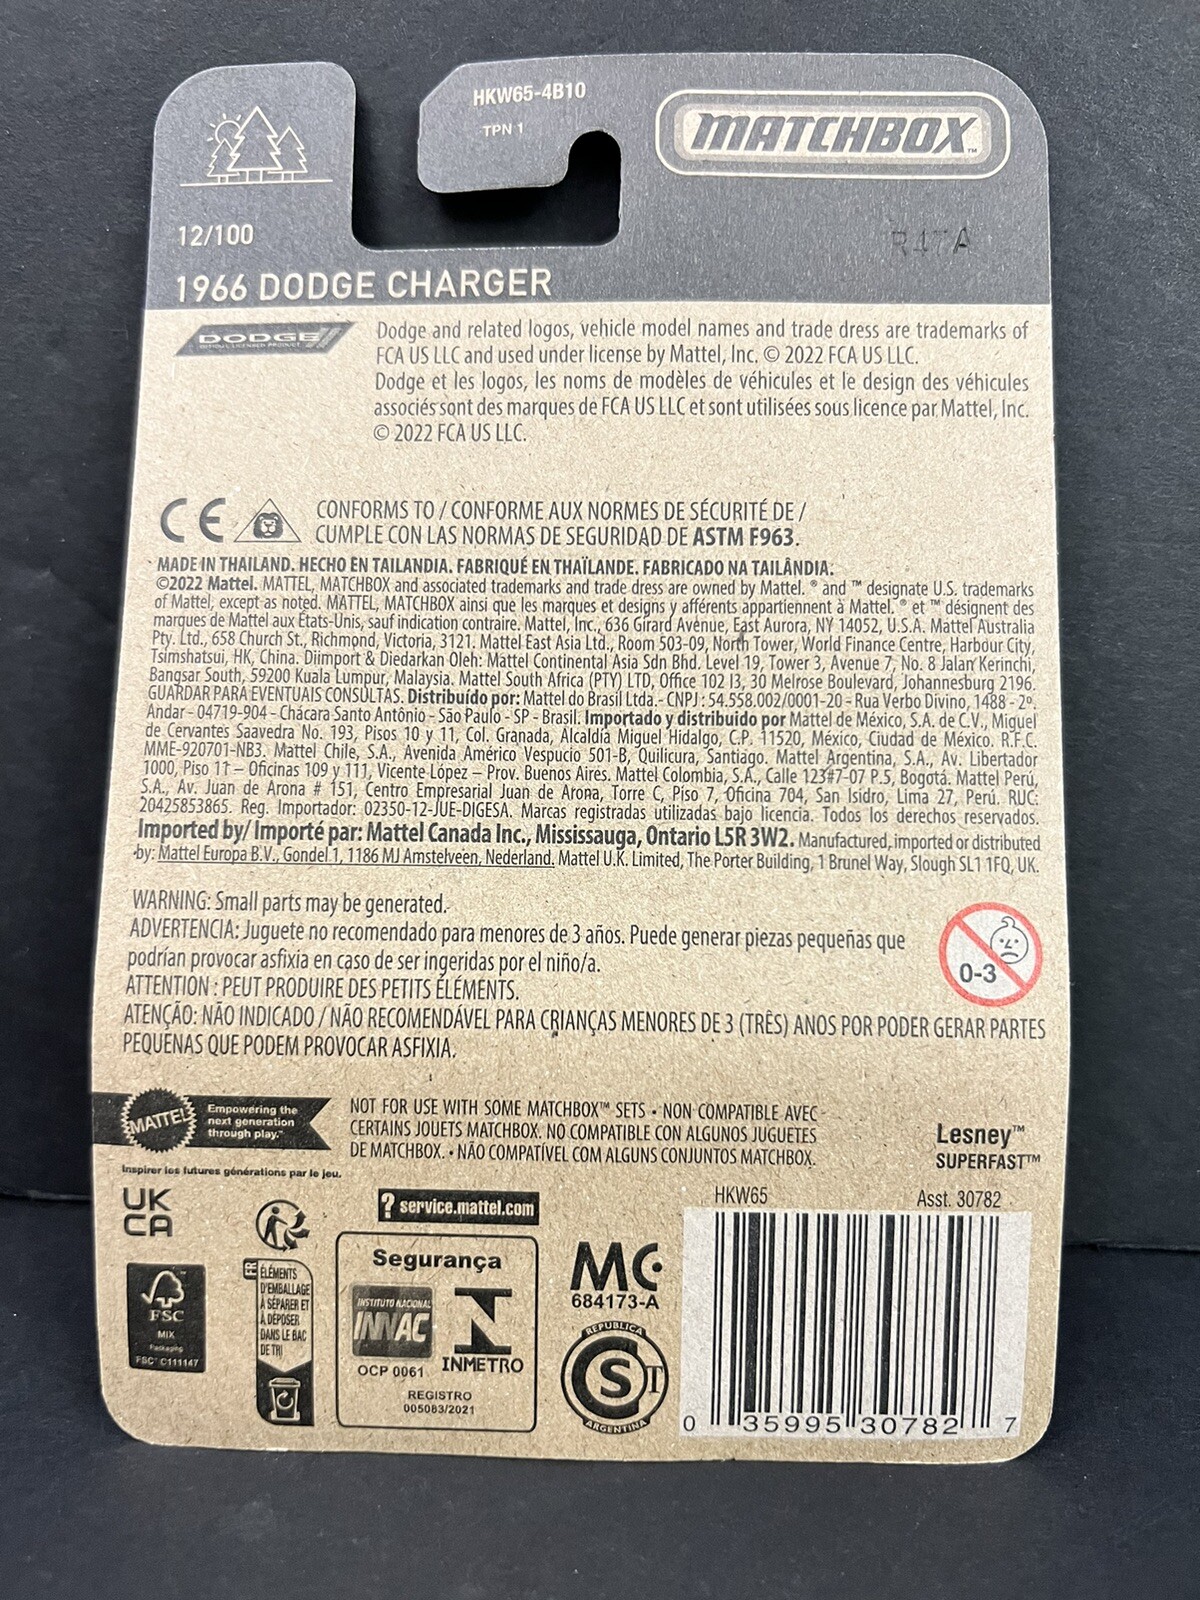 HKW65-4B10
TPN 1
MATCHBOX™
12/100
R47A
1966 DODGE CHARGER
DODGE
Dodge and related logos, vehicle model names and trade dress are trademarks of
FCA US LLC and used under license by Mattel, Inc. © 2022 FCA US LLC.
Dodge et les logos, les noms de modèles de véhicules et le design des véhicules
associés sont des marques de FCA US LLC et sont utilisées sous licence par Mattel, Inc.
© 2022 FCA US LLC.
CE
CONFORMS TO / CONFORME AUX NORMES DE SÉCURITÉ DE /
CUMPLE CON LAS NORMAS DE SEGURIDAD DE ASTM F963.
MADE IN THAILAND. HECHO EN TAILANDIA. FABRIQUÉ EN THAÏLANDE. FABRICADO NA TAILÂNDIA.
©2022 Mattel. MATTEL, MATCHBOX and associated trademarks and trade dress are owned by Mattel. ® and ™ designate U.S. trademarks
of Mattel, except as noted. MATTEL, MATCHBOX ainsi que les marques et designs y afférents appartiennent à Mattel. ® et ™ désignent des
marques de Mattel aux États-Unis, sauf indication contraire. Mattel, Inc., 636 Girard Avenue, East Aurora, NY 14052, U.S.A. Mattel Australia
Pty. Ltd., 658 Church St., Richmond, Victoria, 3121. Mattel East Asia Ltd., Room 503-09, North Tower, World Finance Centre, Harbour City,
Tsimshatsui, HK, China. Diimport & Diedarkan Oleh: Mattel Continental Asia Sdn Bhd. Level 19, Tower 3, Avenue 7, No. 8 Jalan Kerinchi,
Bangsar South, 59200 Kuala Lumpur, Malaysia. Mattel South Africa (PTY) LTD, Office 102 I3, 30 Melrose Boulevard, Johannesburg 2196.
GUARDAR PARA EVENTUAIS CONSULTAS. Distribuído por: Mattel do Brasil Ltda.- CNPJ : 54.558.002/0001-20 - Rua Verbo Divino, 1488 - 2º.
Andar - 04719-904 - Chácara Santo Antônio - São Paulo - SP - Brasil. Importado y distribuido por Mattel de México, S.A. de C.V., Miguel
de Cervantes Saavedra No. 193, Pisos 10 y 11, Col. Granada, Alcaldía Miguel Hidalgo, C.P. 11520, México, Ciudad de México. R.F.C.
MME-920701-NB3. Mattel Chile, S.A., Avenida Américo Vespucio 501-B, Quilicura, Santiago. Mattel Argentina, S.A., Av. Libertador
1000, Piso 11 – Oficinas 109 y 111, Vicente López – Prov. Buenos Aires. Mattel Colombia, S.A., Calle 123#7-07 P.5, Bogotá. Mattel Perú,
S.A., Av. Juan de Arona # 151, Centro Empresarial Juan de Arona, Torre C, Piso 7, Oficina 704, San Isidro, Lima 27, Perú. RUC:
20425853865. Reg. Importador: 02350-12-JUE-DIGESA. Marcas registradas utilizadas bajo licencia. Todos los derechos reservados.
Imported by/ Importé par: Mattel Canada Inc., Mississauga, Ontario L5R 3W2. Manufactured, imported or distributed
by: Mattel Europa B.V., Gondel 1, 1186 MJ Amstelveen, Nederland. Mattel U.K. Limited, The Porter Building, 1 Brunel Way, Slough SL1 1FQ, UK.
WARNING: Small parts may be generated.
ADVERTENCIA: Juguete no recomendado para menores de 3 años. Puede generar piezas pequeñas que
podrían provocar asfixia en caso de ser ingeridas por el niño/a.
ATTENTION : PEUT PRODUIRE DES PETITS ÉLÉMENTS.
ATENÇÃO: NÃO INDICADO / NÃO RECOMENDÁVEL PARA CRIANÇAS MENORES DE 3 (TRÊS) ANOS POR PODER GERAR PARTES
PEQUENAS QUE PODEM PROVOCAR ASFIXIA.
0-3
MATTEL
Empowering the
next generation
through play.™
Inspirer les futures générations par le jeu.
NOT FOR USE WITH SOME MATCHBOX™ SETS • NON COMPATIBLE AVEC
CERTAINS JOUETS MATCHBOX. NO COMPATIBLE CON ALGUNOS JUGUETES
DE MATCHBOX. • NÃO COMPATÍVEL COM ALGUNS CONJUNTOS MATCHBOX.
Lesney™
SUPERFAST™
UK
CA
FSC
MIX
Packaging
FSC® C111147
FR
ÉLÉMENTS
D'EMBALLAGE
À SÉPARER ET
À DÉPOSER
DANS LE BAC
DE TRI
? service.mattel.com
Segurança
INSTITUTO NACIONAL
INNAC
OCP 0061
INMETRO
REGISTRO
005083/2021
MC
684173-A
REPUBLICA
S T
ARGENTINA
HKW65
Asst. 30782
0 35995 30782 7